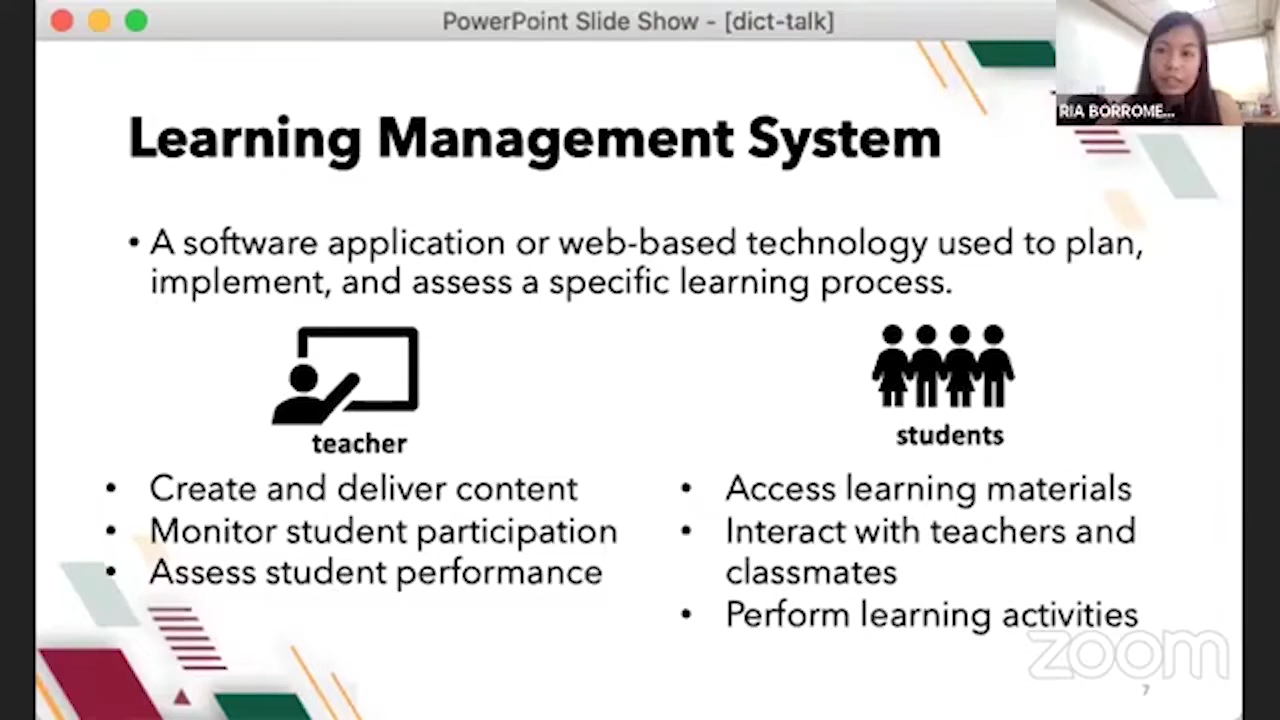 PowerPoint Slide Show - [dict-talk]
RIA BORROME...
Learning Management System
• A software application or web-based technology used to plan,
implement, and assess a specific learning process.
teacher
• Create and deliver content
• Monitor student participation
• Assess student performance
students
• Access learning materials
• Interact with teachers and
classmates
• Perform learning activities
zoom
7